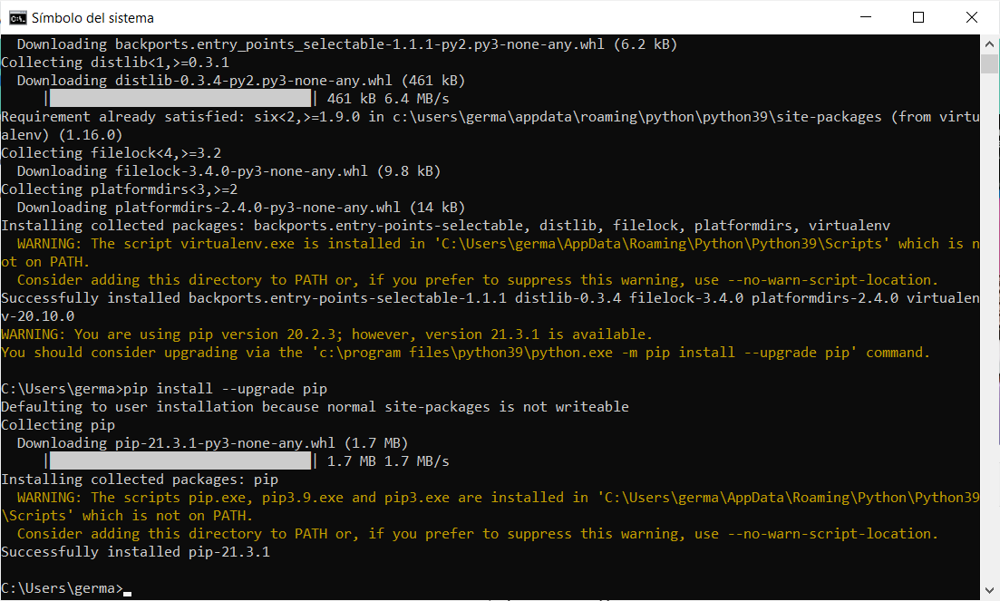 Símbolo del sistema
  Downloading backports.entry_points_selectable-1.1.1-py2.py3-none-any.whl (6.2 kB)
Collecting distlib<1,>=0.3.1
  Downloading distlib-0.3.4-py2.py3-none-any.whl (461 kB)
     |████████████████████████████████| 461 kB 6.4 MB/s
Requirement already satisfied: six<2,>=1.9.0 in c:\users\germa\appdata\roaming\python\python39\site-packages (from virtu
alenv) (1.16.0)
Collecting filelock<4,>=3.2
  Downloading filelock-3.4.0-py3-none-any.whl (9.8 kB)
Collecting platformdirs<3,>=2
  Downloading platformdirs-2.4.0-py3-none-any.whl (14 kB)
Installing collected packages: backports.entry-points-selectable, distlib, filelock, platformdirs, virtualenv
  WARNING: The script virtualenv.exe is installed in 'C:\Users\germa\AppData\Roaming\Python\Python39\Scripts' which is n
ot on PATH.
  Consider adding this directory to PATH or, if you prefer to suppress this warning, use --no-warn-script-location.
Successfully installed backports.entry-points-selectable-1.1.1 distlib-0.3.4 filelock-3.4.0 platformdirs-2.4.0 virtualen
v-20.10.0
WARNING: You are using pip version 20.2.3; however, version 21.3.1 is available.
You should consider upgrading via the 'c:\program files\python39\python.exe -m pip install --upgrade pip' command.
C:\Users\germa>pip install --upgrade pip
Defaulting to user installation because normal site-packages is not writeable
Collecting pip
  Downloading pip-21.3.1-py3-none-any.whl (1.7 MB)
     |████████████████████████████████| 1.7 MB 1.7 MB/s
Installing collected packages: pip
  WARNING: The scripts pip.exe, pip3.9.exe and pip3.exe are installed in 'C:\Users\germa\AppData\Roaming\Python\Python39
\Scripts' which is not on PATH.
  Consider adding this directory to PATH or, if you prefer to suppress this warning, use --no-warn-script-location.
Successfully installed pip-21.3.1
C:\Users\germa>